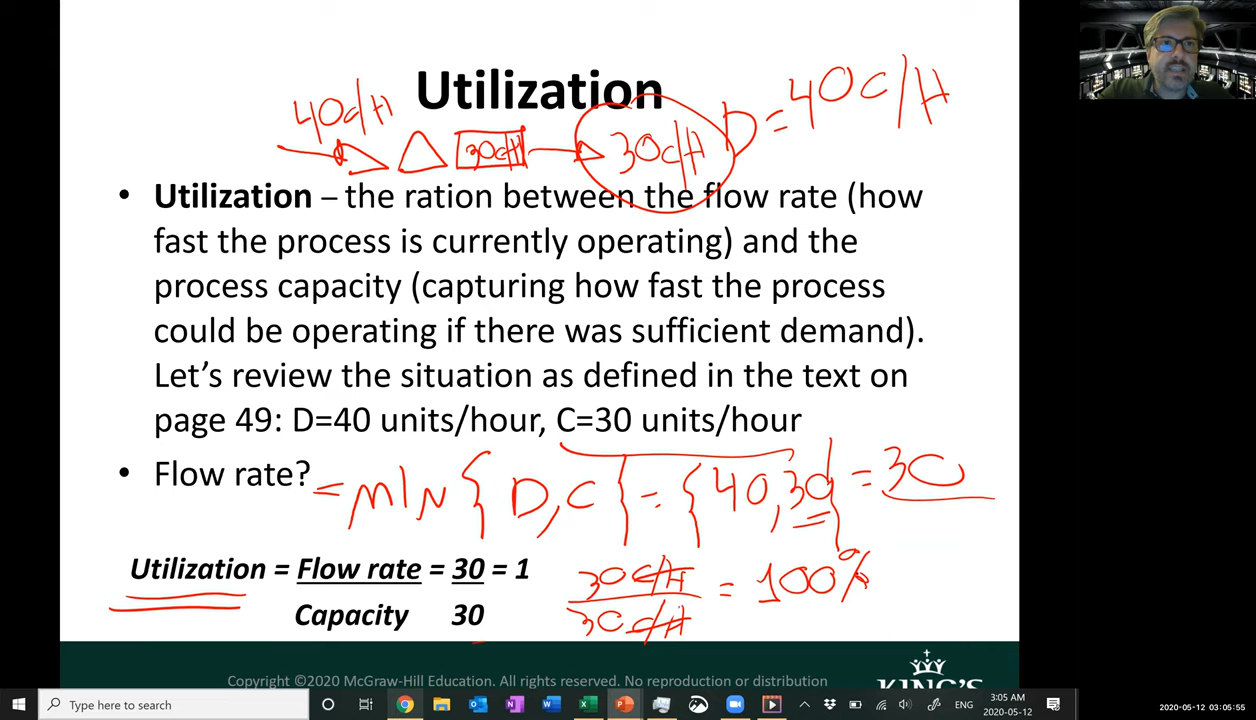 Utilization
40c/H
30c/H
30c/H
D = 40c/H
• Utilization – the ration between the flow rate (how
fast the process is currently operating) and the
process capacity (capturing how fast the process
could be operating if there was sufficient demand).
Let's review the situation as defined in the text on
page 49: D=40 units/hour, C=30 units/hour
• Flow rate? = MIN { D, C } = { 40, 30 } = 30
Utilization = Flow rate = 30 = 1
Capacity 30
30 c/H
30 c/H
= 100%
Copyright ©2020 McGraw-Hill Education. All rights reserved. No reproduction or distribution
KING'S
Type here to search
ENG
3:05 AM
2020-05-12
2020-05-12 03:05:55